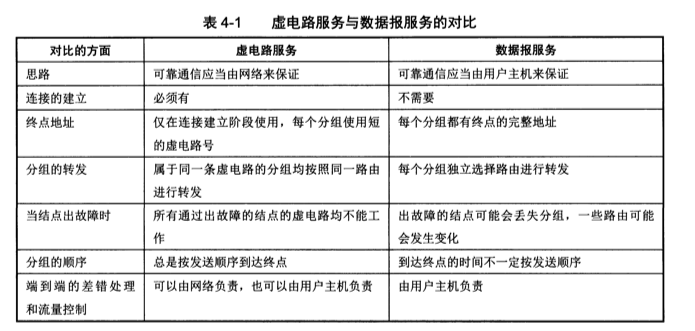 表 4-1 虚电路服务与数据报服务的对比
对比的方面 虚电路服务 数据报服务
思路 可靠通信应当由网络来保证 可靠通信应当由用户主机来保证
连接的建立 必须有 不需要
终点地址 仅在连接建立阶段使用，每个分组使用短 每个分组都有终点的完整地址
的虚电路号
分组的转发 属于同一条虚电路的分组均按照同一路由 每个分组独立选择路由进行转发
进行转发
当结点出故障时 所有通过出故障的结点的虚电路均不能工 出故障的结点可能会丢失分组，一些路由可能
作 会发生变化
分组的顺序 总是按发送顺序到达终点 到达终点的时间不一定按发送顺序
端到端的差错处理 可以由网络负责，也可以由用户主机负责 由用户主机负责
和流量控制